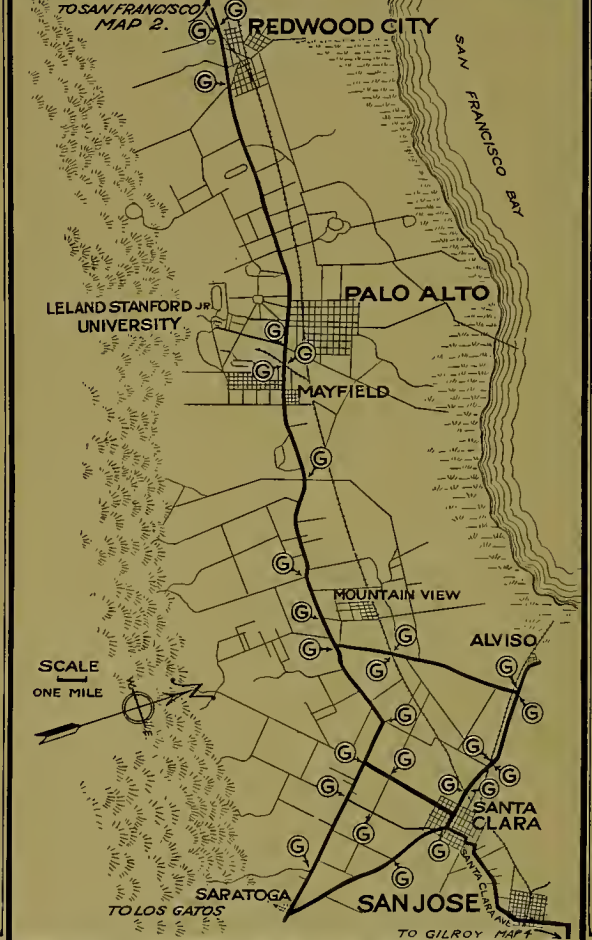 TO SAN FRANCISCO
MAP 2.
G
G
REDWOOD CITY
G
SAN FRANCISCO BAY
PALO ALTO
LELAND STANFORD JR.
UNIVERSITY
G
G
G
MAYFIELD
G
G
MOUNTAIN VIEW
G
G
G
G
ALVISO
G
SCALE
ONE MILE
W
N
E
G
G
G
G
G
G
G
G
G
SANTA
CLARA
G
G
SANTA CLARA AVE.
G
G
SARATOGA
SAN JOSE
TO LOS GATOS
TO GILROY MAP 4